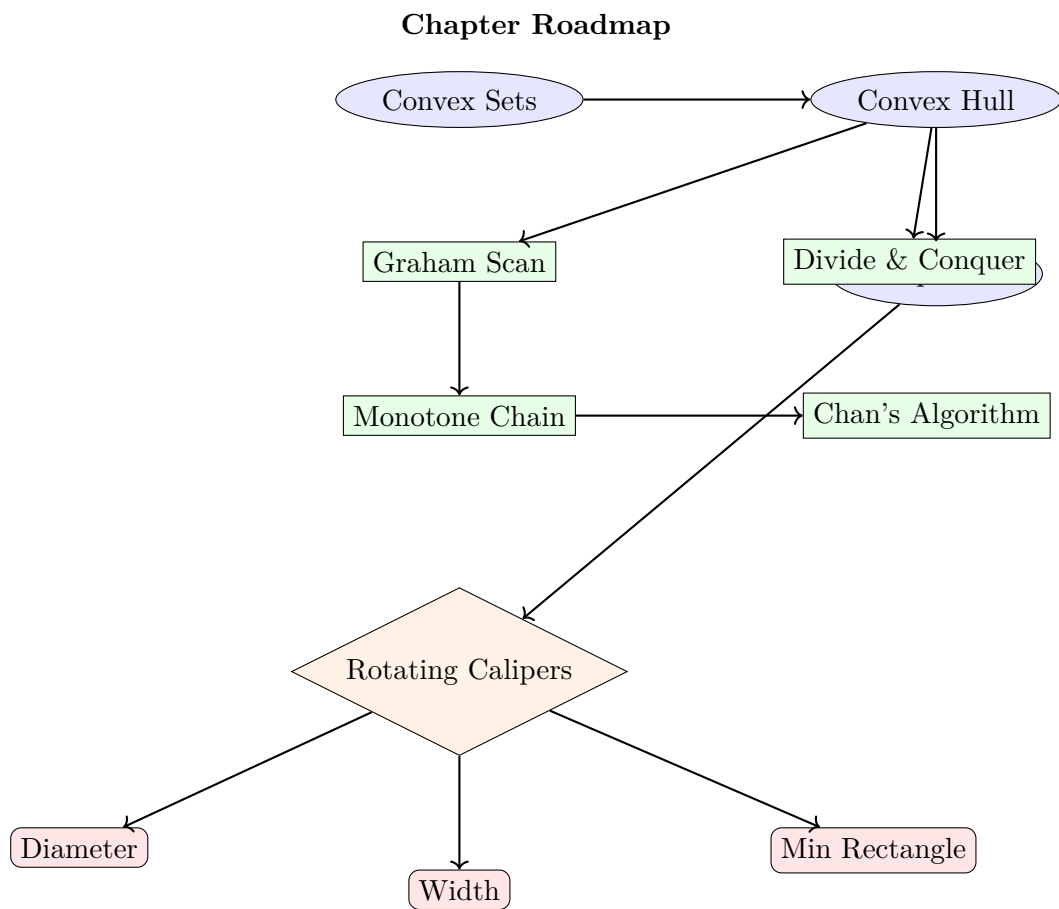 Chapter Roadmap
Convex Sets
Convex Hull
Graham Scan
Divide & Conquer
Monotone Chain
Chan's Algorithm
Rotating Calipers
Diameter
Min Rectangle
Width